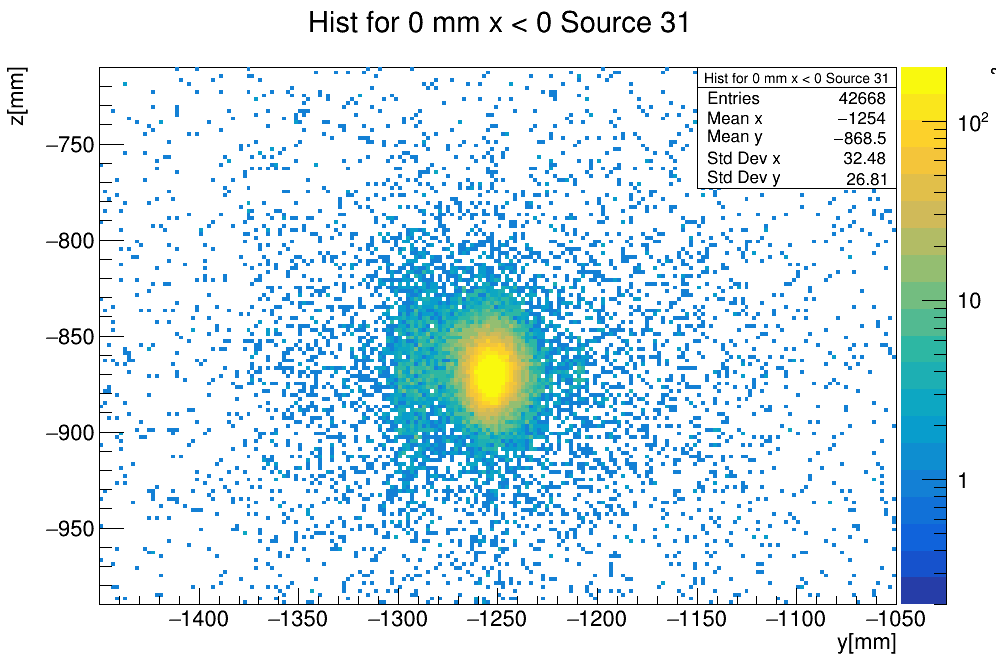 Hist for 0 mm x < 0 Source 31
z[mm]
Hist for 0 mm x < 0 Source 31
Entries 42668
Mean x −1254
Mean y −868.5
Std Dev x 32.48
Std Dev y 26.81
−750
−800
−850
−900
−950
10²
10
1
−1400 −1350 −1300 −1250 −1200 −1150 −1100 −1050
y[mm]